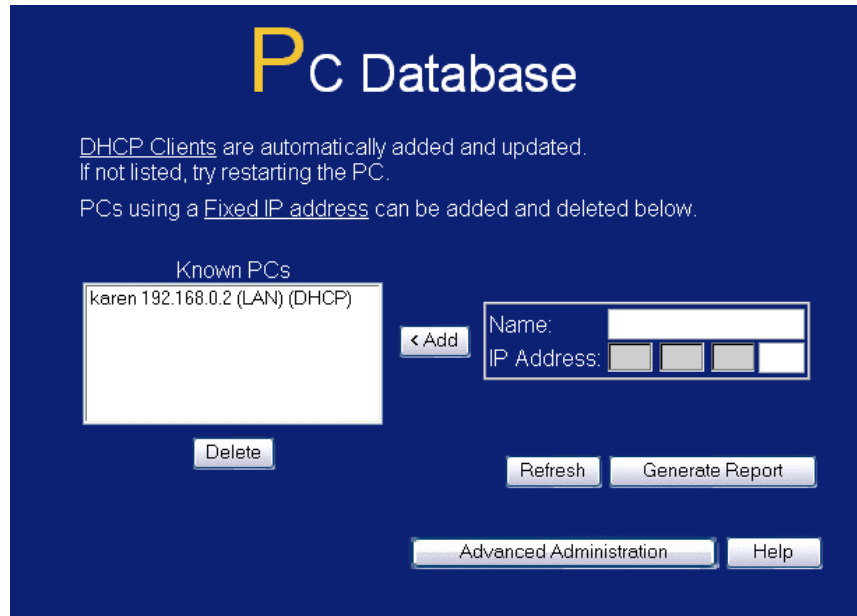 PC Database
DHCP Clients are automatically added and updated.
If not listed, try restarting the PC.
PCs using a Fixed IP address can be added and deleted below.
Known PCs
karen 192.168.0.2 (LAN) (DHCP)
< Add
Name:
IP Address:
Delete
Refresh
Generate Report
Advanced Administration
Help